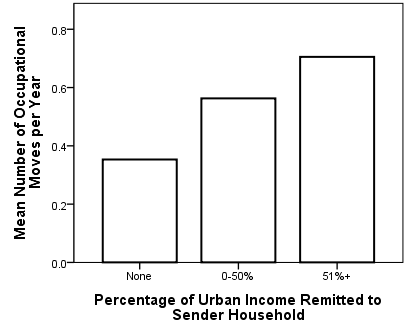 Mean Number of Occupational
Moves per Year
0.8
0.6
0.4
0.2
0.0
None
0-50%
51%+
Percentage of Urban Income Remitted to
Sender Household